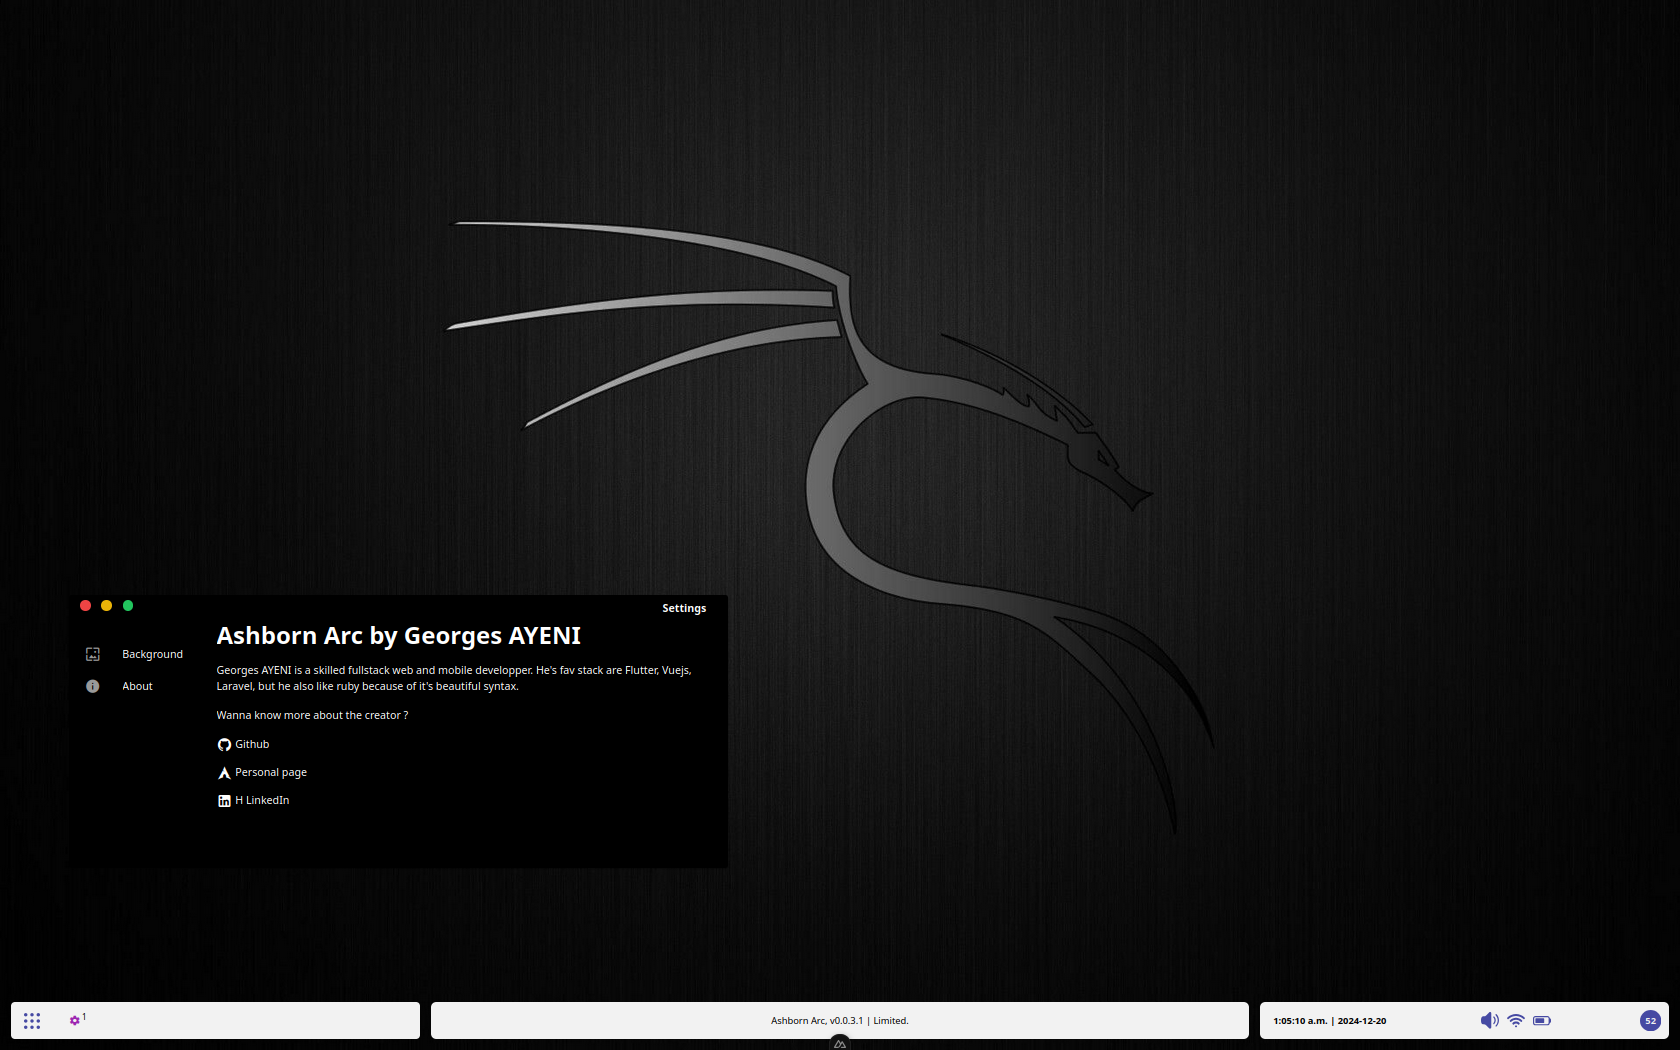 Settings
Background
About
Ashborn Arc by Georges AYENI
Georges AYENI is a skilled fullstack web and mobile developper. He's fav stack are Flutter, Vuejs,
Laravel, but he also like ruby because of it's beautiful syntax.
Wanna know more about the creator ?
Github
Personal page
H LinkedIn
1
Ashborn Arc, v0.0.3.1 | Limited.
1:05:10 a.m. | 2024-12-20
52